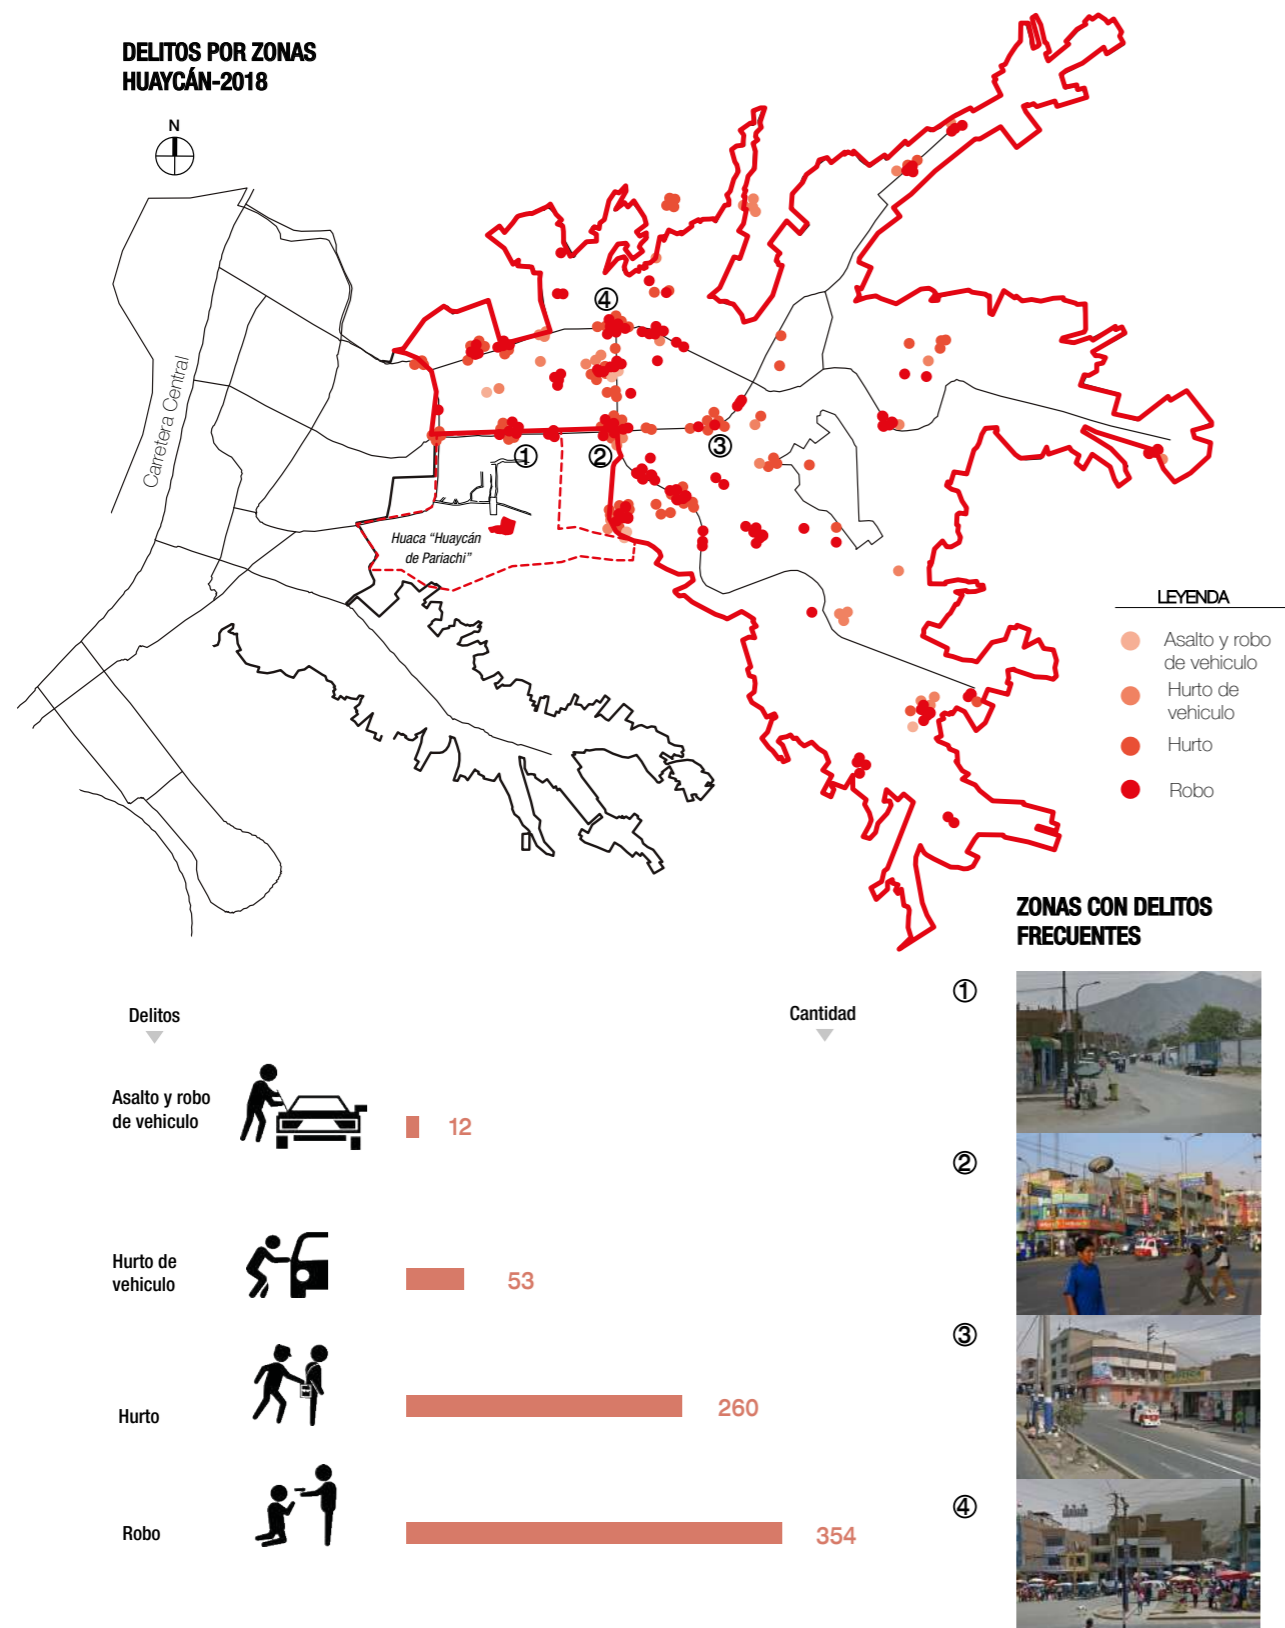 DELITOS POR ZONAS
HUAYCÁN-2018
N
Carretera Central
④
①
②
③
Huaca “Huaycán
de Pariachi”
LEYENDA
Asalto y robo
de vehiculo
Hurto de
vehiculo
Hurto
Robo
ZONAS CON DELITOS
FRECUENTES
①
②
③
④
Delitos
Cantidad
Asalto y robo
de vehiculo
12
Hurto de
vehiculo
53
Hurto
260
Robo
354